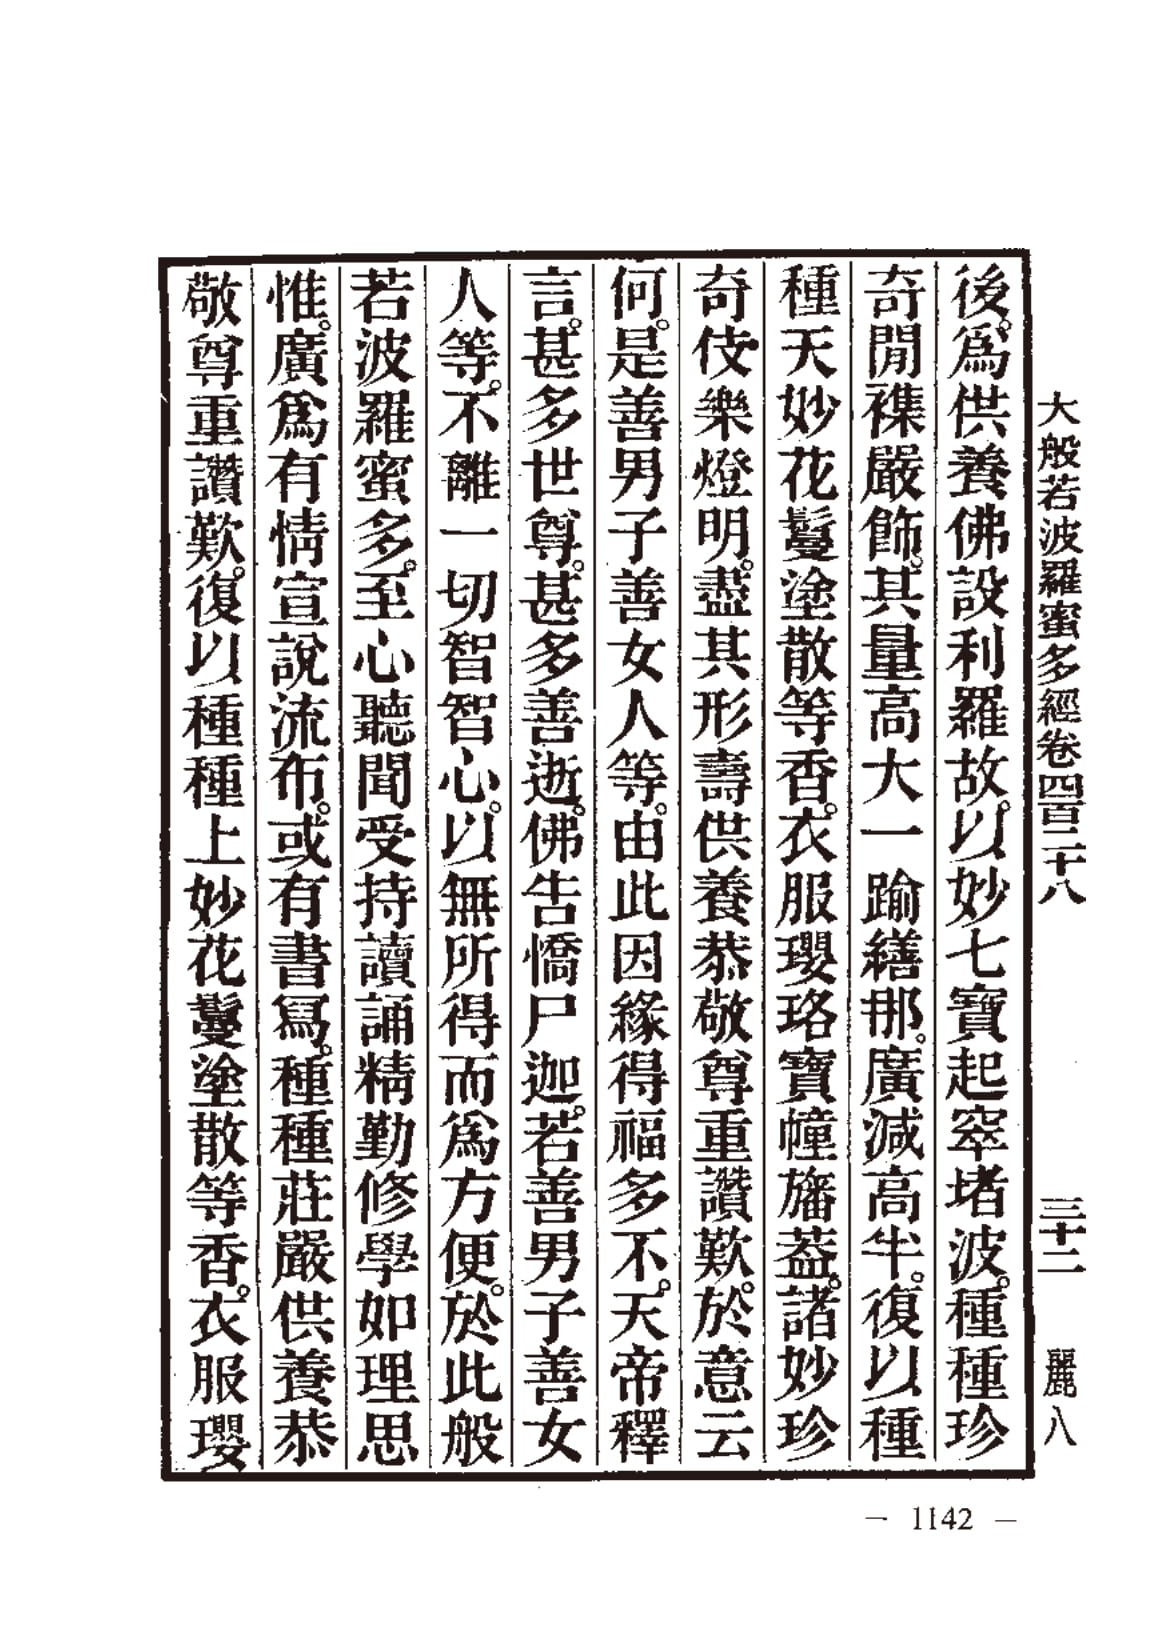 大般若波羅蜜多經卷四百二十八　三十二　麗八
後。爲供養佛設利羅故。以妙七寶起窣堵波。種種珍
奇閒襍嚴飾。其量高大一踰繕那。廣減高半。復以種
種天妙花鬘塗散等香。衣服瓔珞寶幢旛葢。諸妙珍
奇伎樂燈明。盡其形壽供養恭敬尊重讚歎。於意云
何。是善男子善女人等。由此因緣得福多不。天帝釋
言。甚多世尊。甚多善逝。佛告憍尸迦。若善男子善女
人等。不離一切智智心。以無所得而爲方便。於此般
若波羅蜜多。至心聽聞受持讀誦精勤修學如理思
惟。廣爲有情宣說流布。或有書寫。種種莊嚴供養恭
敬尊重讚歎。復以種種上妙花鬘塗散等香。衣服瓔
— 1142 —